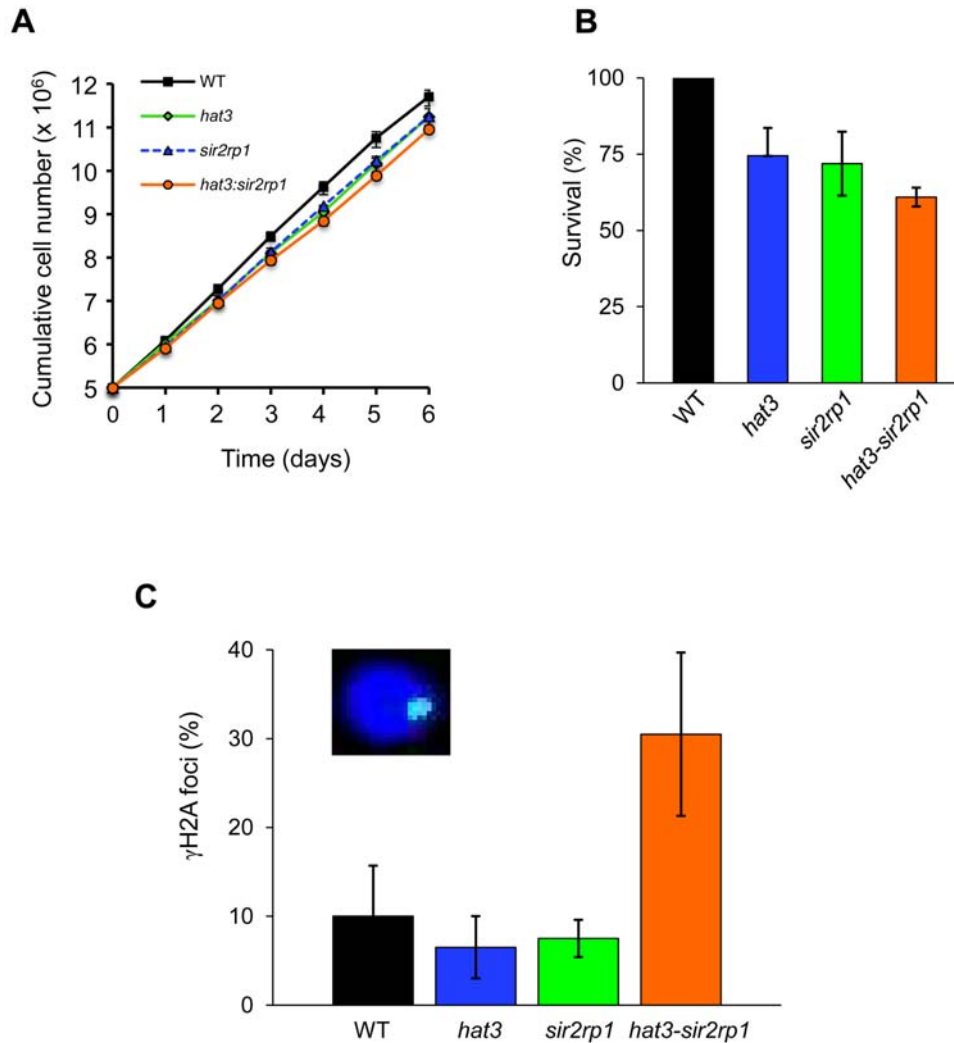 A
WT
hat3
sir2rp1
hat3:sir2rp1
Cumulative cell number (x 10⁶)
12
11
10
9
8
7
6
5
0 1 2 3 4 5 6
Time (days)
B
Survival (%)
100
75
50
25
0
WT
hat3
sir2rp1
hat3-sir2rp1
C
γH2A foci (%)
40
30
20
10
0
WT hat3 sir2rp1 hat3-sir2rp1